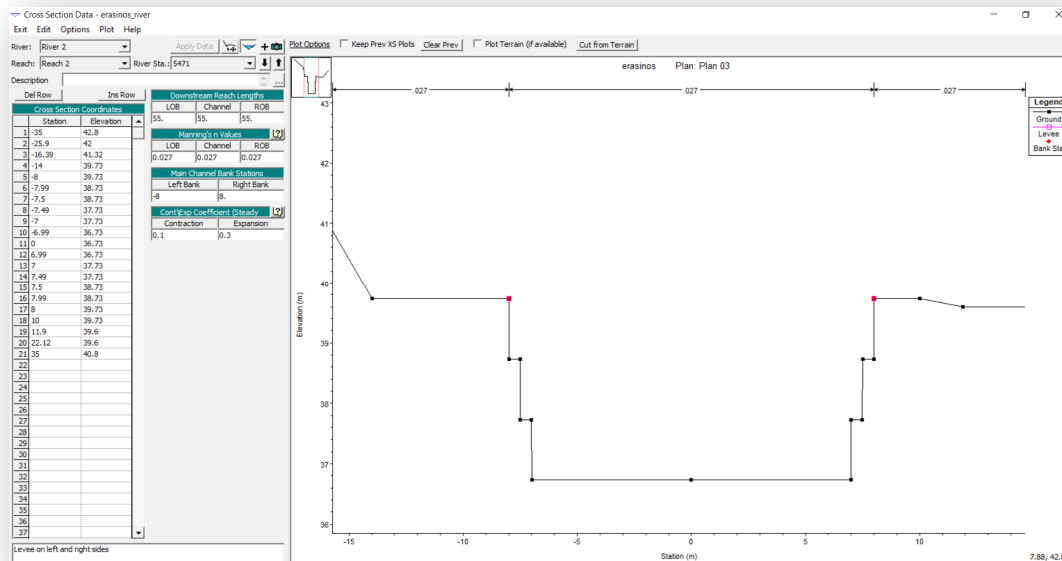 Cross Section Data - erasinos_river
Exit Edit Options Plot Help
River: River 2 Apply Data + Plot Options Keep Prev XS Plots Clear Prev Plot Terrain (if available) Cut from Terrain
Reach: Reach 2 River Sta.: 5471
Description ...
Del Row Ins Row
Cross Section Coordinates
Station Elevation
1 -35 42.8
2 -25.9 42
3 -16.39 41.32
4 -14 39.73
5 -8 39.73
6 -7.99 38.73
7 -7.5 38.73
8 -7.49 37.73
9 -7 37.73
10 -6.99 36.73
11 0 36.73
12 6.99 36.73
13 7 37.73
14 7.49 37.73
15 7.5 38.73
16 7.99 38.73
17 8 39.73
18 10 39.73
19 11.9 39.6
20 22.12 39.6
21 35 40.8
22
23
24
25
26
27
28
29
30
31
32
33
34
35
36
37
Downstream Reach Lengths
LOB Channel ROB
55. 55. 55.
Manning's n Values
LOB Channel ROB
0.027 0.027 0.027
Main Channel Bank Stations
Left Bank Right Bank
-8 8.
Cont\Exp Coefficient (Steady
Contraction Expansion
0.1 0.3
Levee on left and right sides
erasinos Plan: Plan 03
.027 .027 .027
Legend
Ground
Levee
Bank Sta
43
42
41
40
39
38
37
36
Elevation (m)
-15 -10 -5 0 5 10
Station (m)